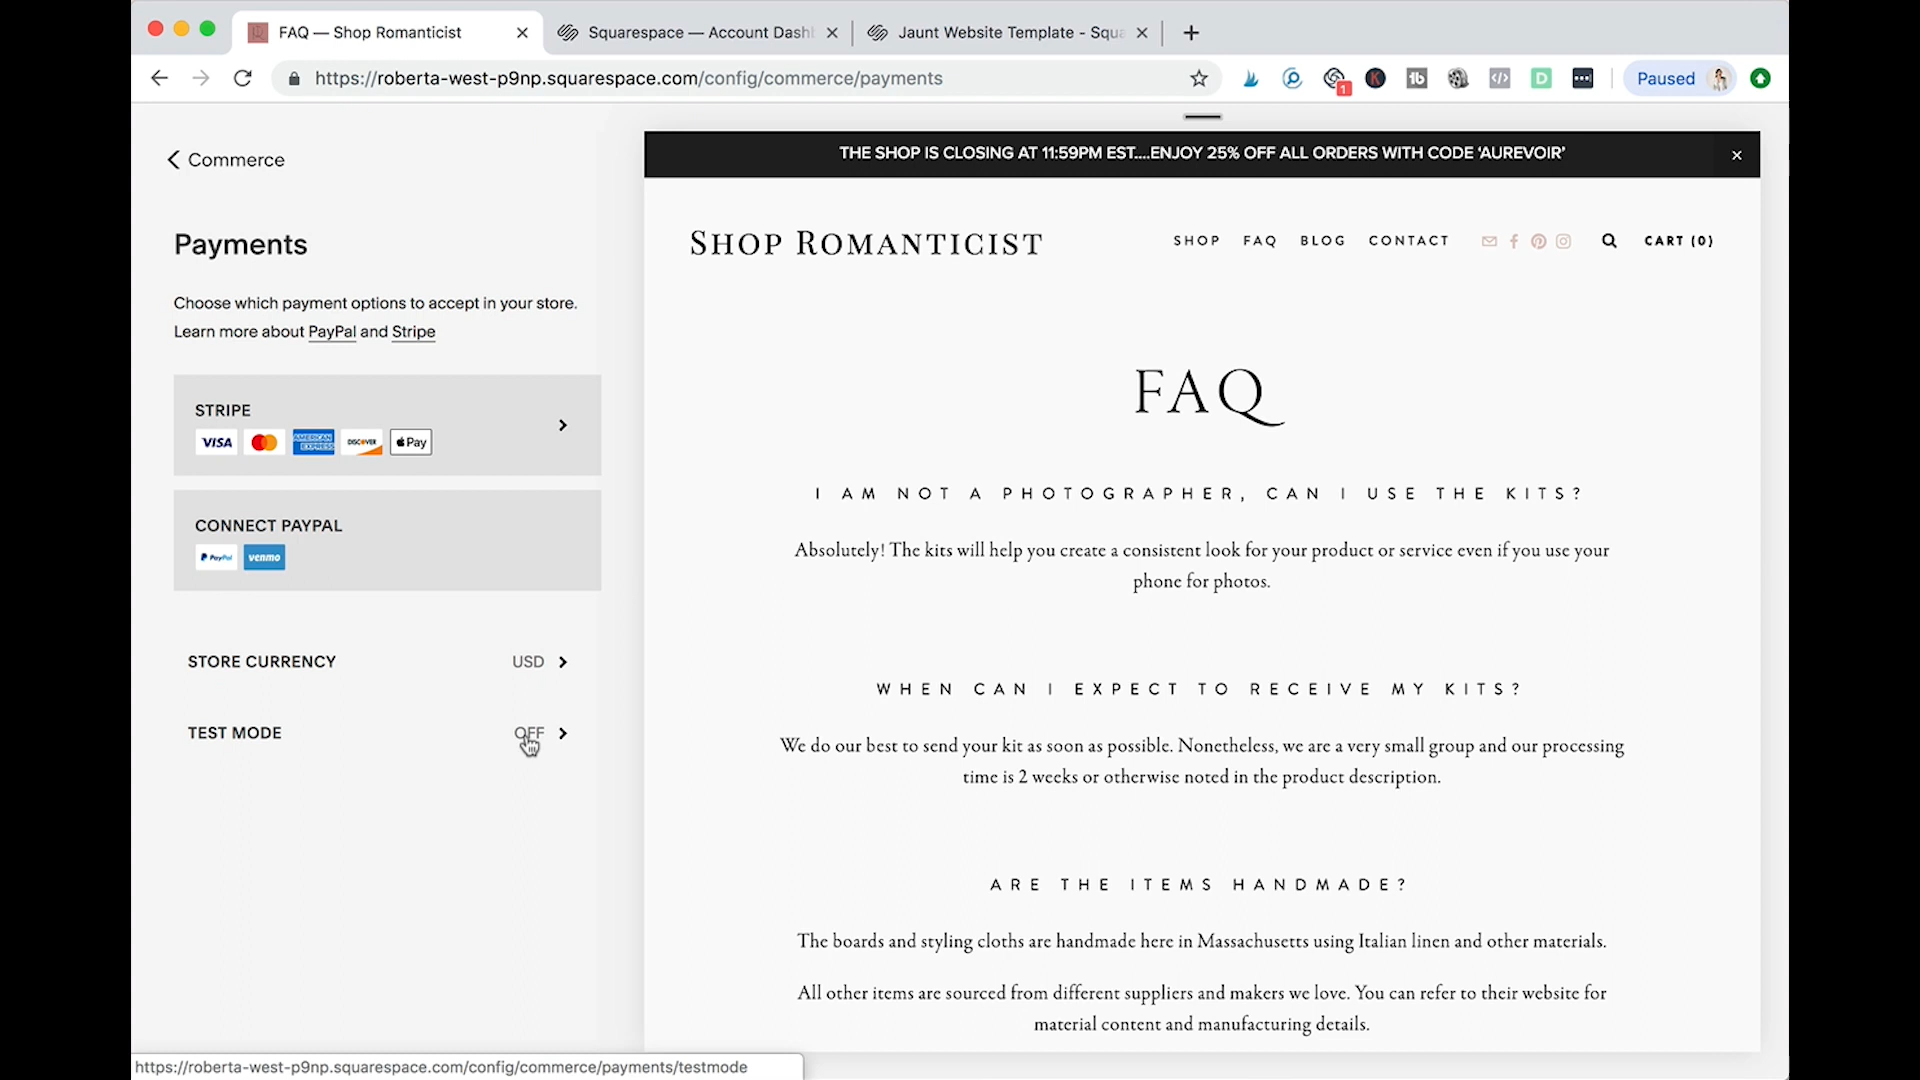 FAQ — Shop Romanticist
Squarespace — Account Dash
Jaunt Website Template - Squa
https://roberta-west-p9np.squarespace.com/config/commerce/payments
1
K
tb
</>
D
Paused
Commerce
Payments
Choose which payment options to accept in your store.
Learn more about PayPal and Stripe
STRIPE
VISA
AMERICAN EXPRESS
DISCOVER
Pay
CONNECT PAYPAL
PayPal
venmo
STORE CURRENCY USD
TEST MODE OFF
THE SHOP IS CLOSING AT 11:59PM EST....ENJOY 25% OFF ALL ORDERS WITH CODE ‘AUREVOIR’
SHOP ROMANTICIST
SHOP FAQ BLOG CONTACT CART (0)
FAQ
I AM NOT A PHOTOGRAPHER, CAN I USE THE KITS?
Absolutely! The kits will help you create a consistent look for your product or service even if you use your
phone for photos.
WHEN CAN I EXPECT TO RECEIVE MY KITS?
We do our best to send your kit as soon as possible. Nonetheless, we are a very small group and our processing
time is 2 weeks or otherwise noted in the product description.
ARE THE ITEMS HANDMADE?
The boards and styling cloths are handmade here in Massachusetts using Italian linen and other materials.
All other items are sourced from different suppliers and makers we love. You can refer to their website for
material content and manufacturing details.
https://roberta-west-p9np.squarespace.com/config/commerce/payments/testmode